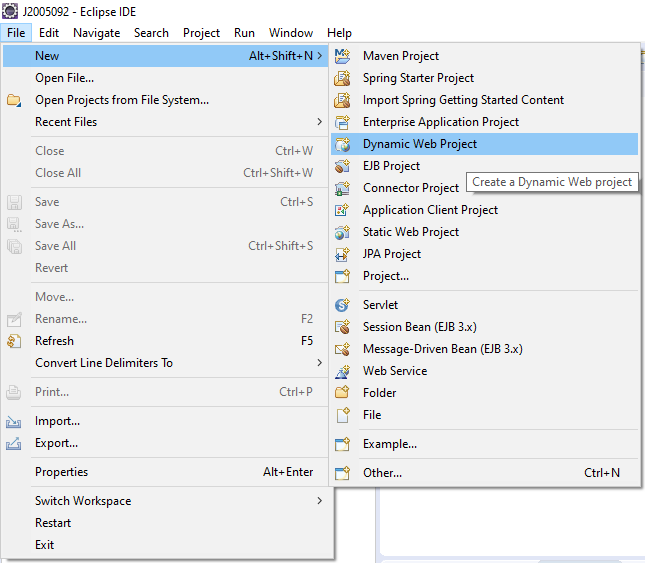 J2005092 - Eclipse IDE
File Edit Navigate Search Project Run Window Help
New Alt+Shift+N >
Open File...
Open Projects from File System...
Recent Files >
Close Ctrl+W
Close All Ctrl+Shift+W
Save Ctrl+S
Save As...
Save All Ctrl+Shift+S
Revert
Move...
Rename... F2
Refresh F5
Convert Line Delimiters To >
Print... Ctrl+P
Import...
Export...
Properties Alt+Enter
Switch Workspace >
Restart
Exit
Maven Project
Spring Starter Project
Import Spring Getting Started Content
Enterprise Application Project
Dynamic Web Project
EJB Project
Connector Project
Create a Dynamic Web project
Application Client Project
Static Web Project
JPA Project
Project...
Servlet
Session Bean (EJB 3.x)
Message-Driven Bean (EJB 3.x)
Web Service
Folder
File
Example...
Other... Ctrl+N